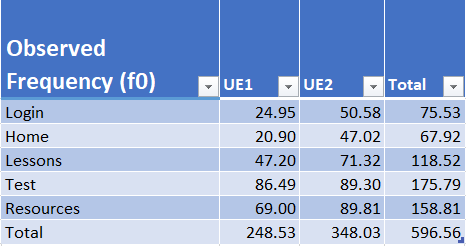 Observed
Frequency (f0) UE1 UE2 Total
Login 24.95 50.58 75.53
Home 20.90 47.02 67.92
Lessons 47.20 71.32 118.52
Test 86.49 89.30 175.79
Resources 69.00 89.81 158.81
Total 248.53 348.03 596.56